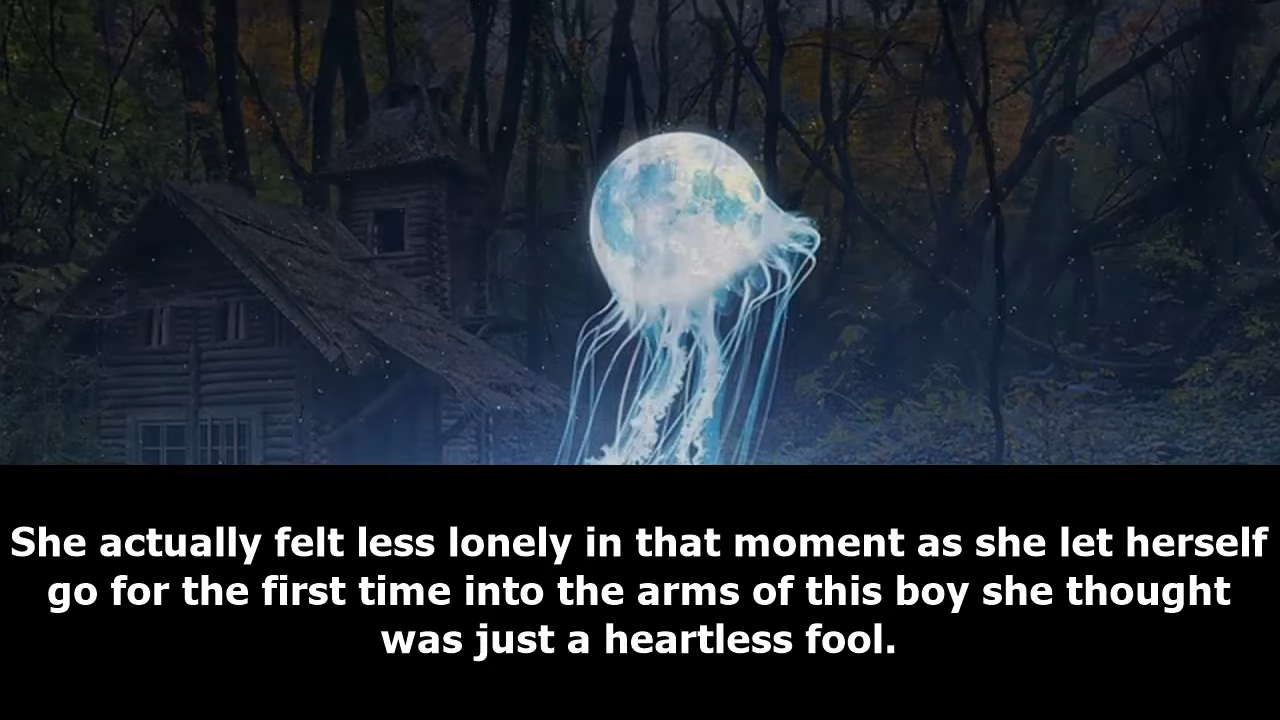 She actually felt less lonely in that moment as she let herself
go for the first time into the arms of this boy she thought
was just a heartless fool.